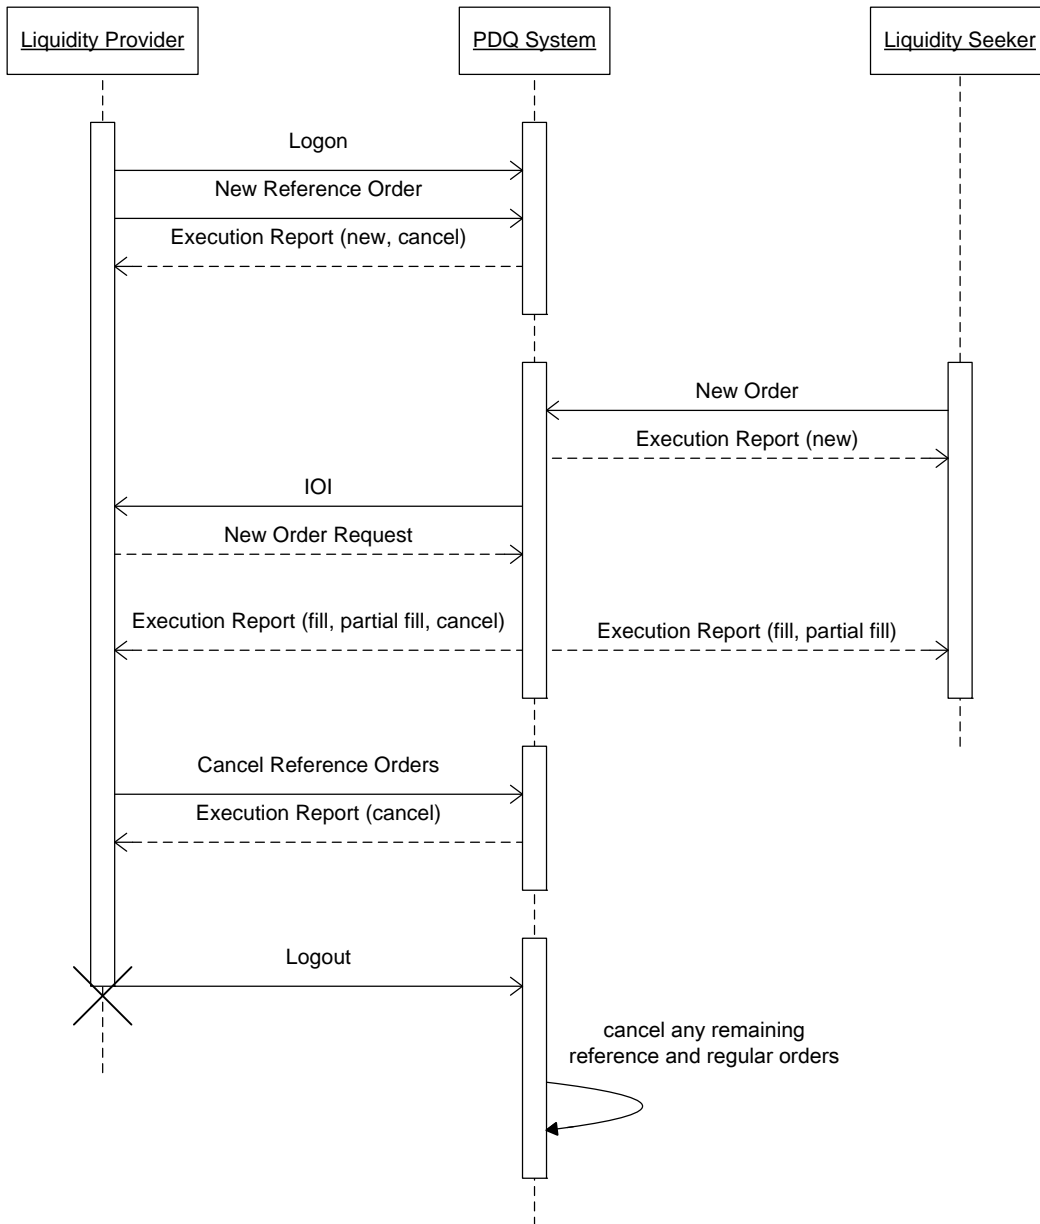 Liquidity Provider
PDQ System
Liquidity Seeker
Logon
New Reference Order
Execution Report (new, cancel)
New Order
Execution Report (new)
IOI
New Order Request
Execution Report (fill, partial fill, cancel)
Execution Report (fill, partial fill)
Cancel Reference Orders
Execution Report (cancel)
Logout
cancel any remaining
reference and regular orders